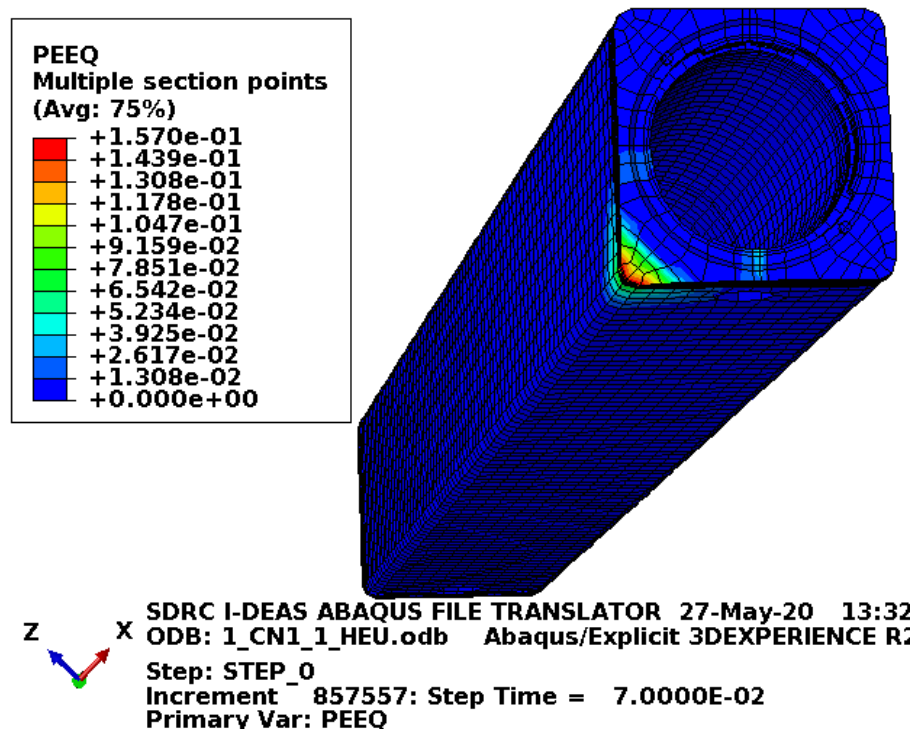 PEEQ
Multiple section points
(Avg: 75%)
+1.570e-01
+1.439e-01
+1.308e-01
+1.178e-01
+1.047e-01
+9.159e-02
+7.851e-02
+6.542e-02
+5.234e-02
+3.925e-02
+2.617e-02
+1.308e-02
+0.000e+00
SDRC I-DEAS ABAQUS FILE TRANSLATOR 27-May-20 13:32
Z X ODB: 1_CN1_1_HEU.odb Abaqus/Explicit 3DEXPERIENCE R2
Step: STEP_0
Increment 857557: Step Time = 7.0000E-02
Primary Var: PEEQ